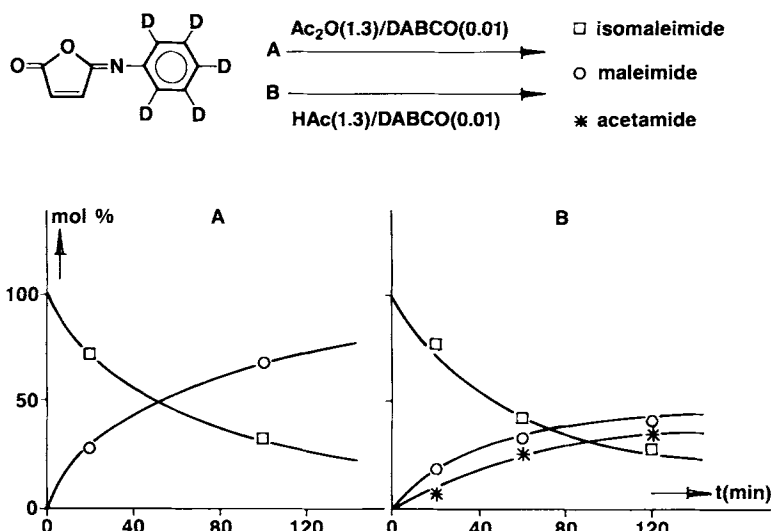 Ac₂O(1.3)/DABCO(0.01)
A
B
HAc(1.3)/DABCO(0.01)
O
O
N
D
D
D
D
D
□ isomaleimide
○ maleimide
* acetamide
mol %
A
B
100
50
0
0
40
80
120
0
40
80
120
t(min)